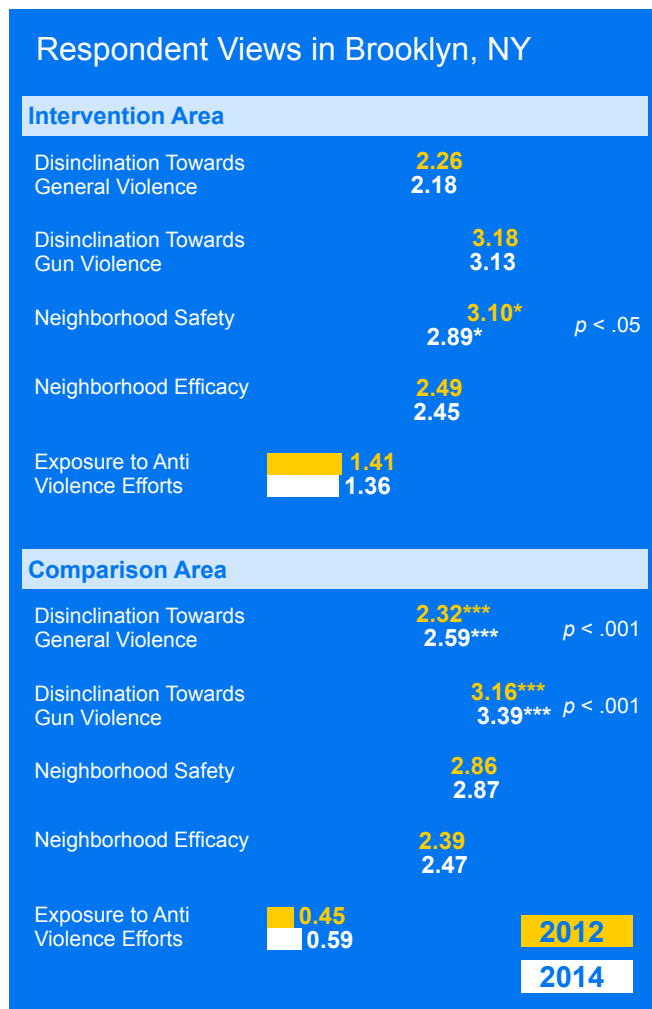 Respondent Views in Brooklyn, NY
Intervention Area
Disinclination Towards
General Violence
2.26
2.18
Disinclination Towards
Gun Violence
3.18
3.13
Neighborhood Safety
3.10*
2.89*
p < .05
Neighborhood Efficacy
2.49
2.45
Exposure to Anti
Violence Efforts
1.41
1.36
Comparison Area
Disinclination Towards
General Violence
2.32***
2.59***
p < .001
Disinclination Towards
Gun Violence
3.16***
3.39***
p < .001
Neighborhood Safety
2.86
2.87
Neighborhood Efficacy
2.39
2.47
Exposure to Anti
Violence Efforts
0.45
0.59
2012
2014